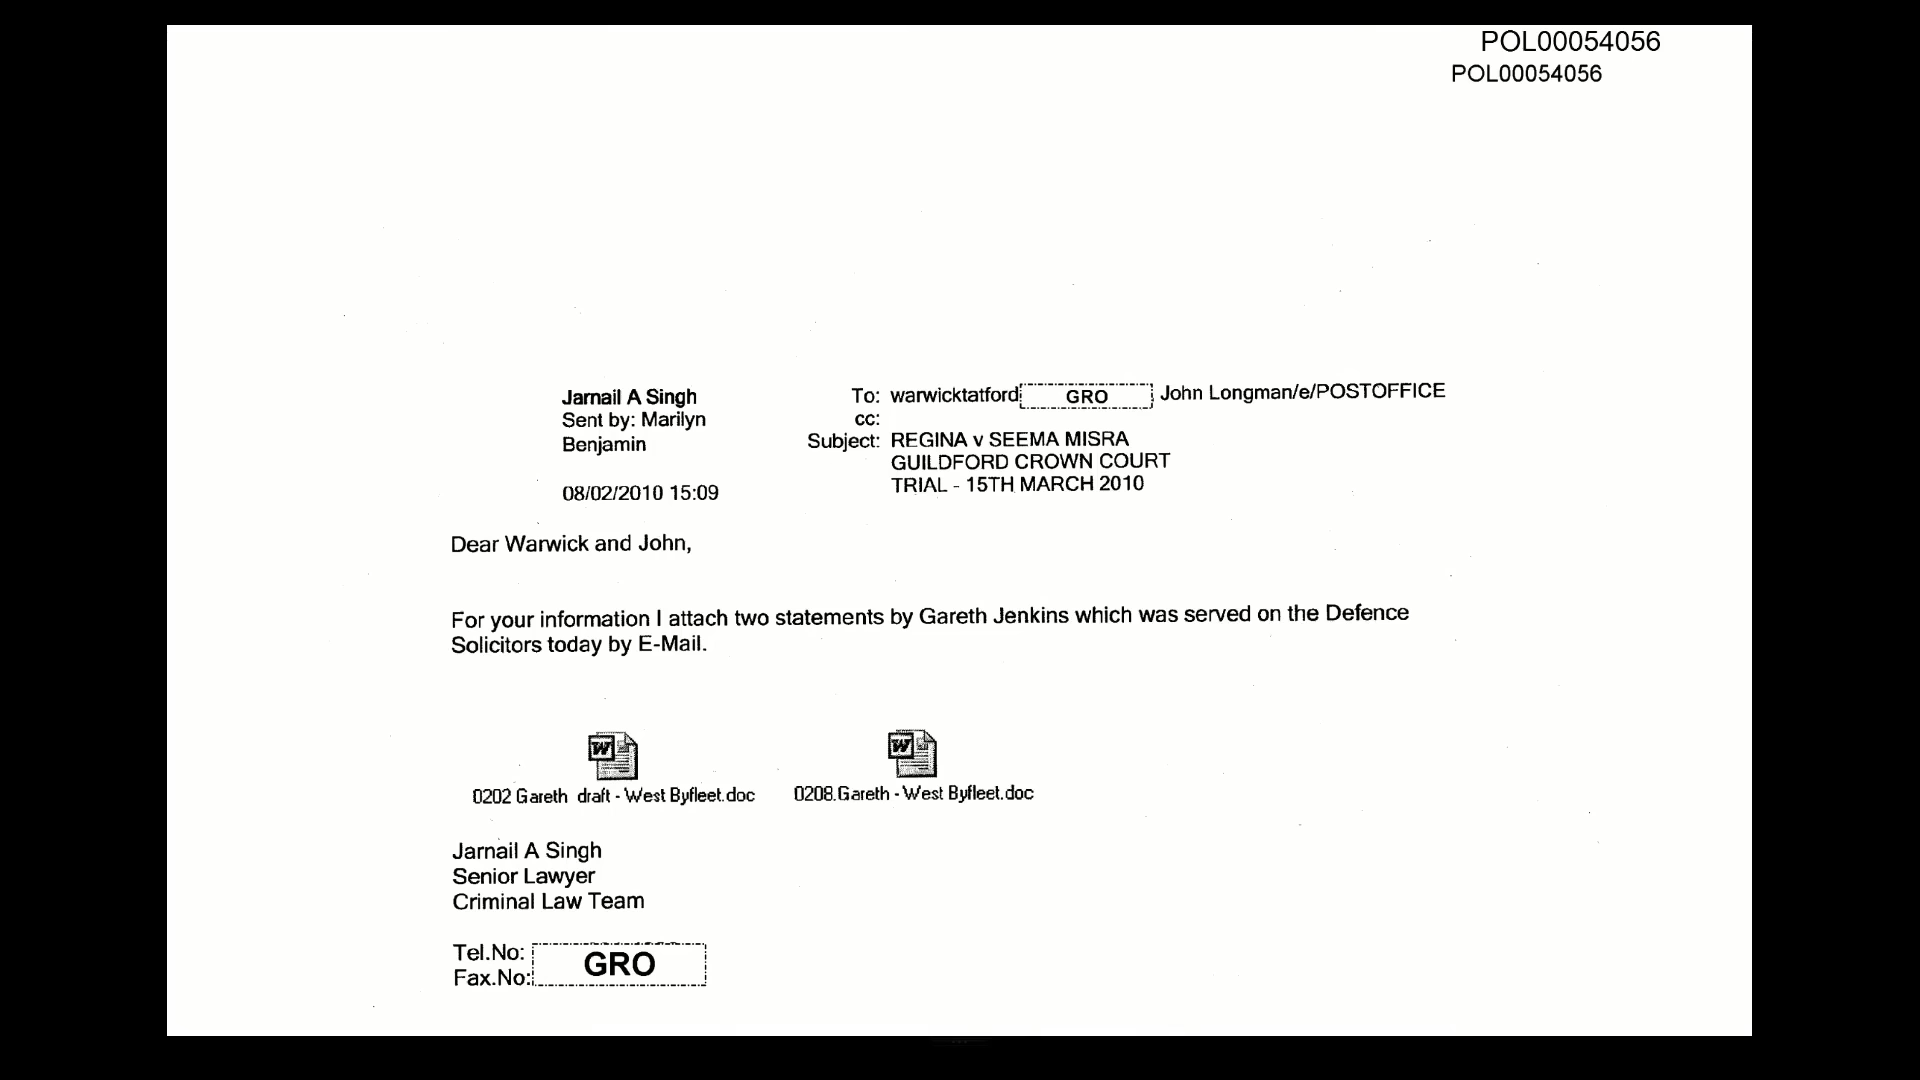 POL00054056
POL00054056
Jarnail A Singh
Sent by: Marilyn
Benjamin
08/02/2010 15:09
To: warwicktatford GRO John Longman/e/POSTOFFICE
cc:
Subject: REGINA v SEEMA MISRA
GUILDFORD CROWN COURT
TRIAL - 15TH MARCH 2010
Dear Warwick and John,
For your information I attach two statements by Gareth Jenkins which was served on the Defence
Solicitors today by E-Mail.
W W
0202 Gareth draft - West Byfleet.doc 0208.Gareth - West Byfleet.doc
Jarnail A Singh
Senior Lawyer
Criminal Law Team
Tel.No: GRO
Fax.No: